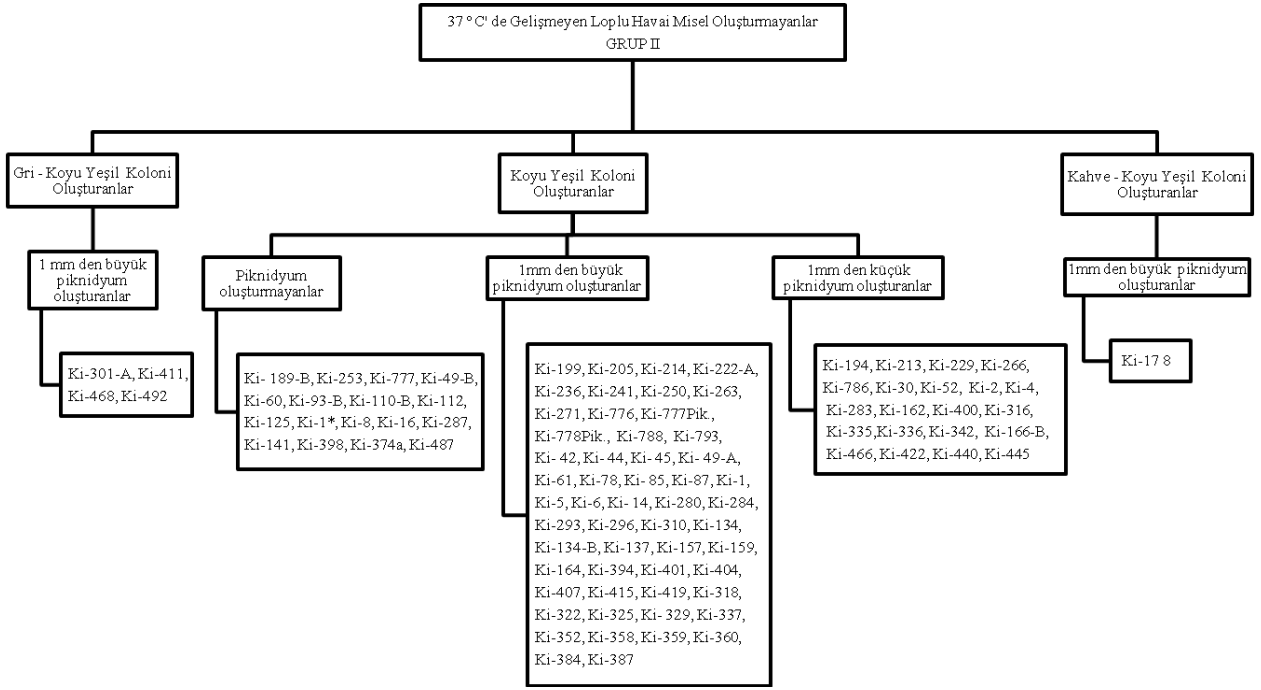 37 °C' de Gelişmeyen Loplu Havai Misel Oluşturmayanlar
GRUP II
Gri - Koyu Yeşil Koloni
Oluşturanlar
Koyu Yeşil Koloni
Oluşturanlar
Kahve - Koyu Yeşil Koloni
Oluşturanlar
1 mm den büyük
piknidyum
oluşturanlar
Piknidyum
oluşturmayanlar
1mm den büyük
piknidyum oluşturanlar
1mm den küçük
piknidyum oluşturanlar
1mm den büyük piknidyum
oluşturanlar
Ki-301-A, Ki-411,
Ki-468, Ki-492
Ki- 189-B, Ki-253, Ki-777, Ki-49-B,
Ki-60, Ki-93-B, Ki-110-B, Ki-112,
Ki-125, Ki-1*, Ki-8, Ki-16, Ki-287,
Ki-141, Ki-398, Ki-374a, Ki-487
Ki-199, Ki-205, Ki-214, Ki-222-A,
Ki-236, Ki-241, Ki-250, Ki-263,
Ki-271, Ki-776, Ki-777Pik.,
Ki-778Pik., Ki-788, Ki-793,
Ki- 42, Ki- 44, Ki- 45, Ki- 49-A,
Ki-61, Ki-78, Ki- 85, Ki-87, Ki-1,
Ki-5, Ki-6, Ki- 14, Ki-280, Ki-284,
Ki-293, Ki-296, Ki-310, Ki-134,
Ki-134-B, Ki-137, Ki-157, Ki-159,
Ki-164, Ki-394, Ki-401, Ki-404,
Ki-407, Ki-415, Ki-419, Ki-318,
Ki-322, Ki-325, Ki- 329, Ki-337,
Ki-352, Ki-358, Ki-359, Ki-360,
Ki-384, Ki-387
Ki-194, Ki-213, Ki-229, Ki-266,
Ki-786, Ki-30, Ki-52, Ki-2, Ki-4,
Ki-283, Ki-162, Ki-400, Ki-316,
Ki-335, Ki-336, Ki-342, Ki-166-B,
Ki-466, Ki-422, Ki-440, Ki-445
Ki-17 8